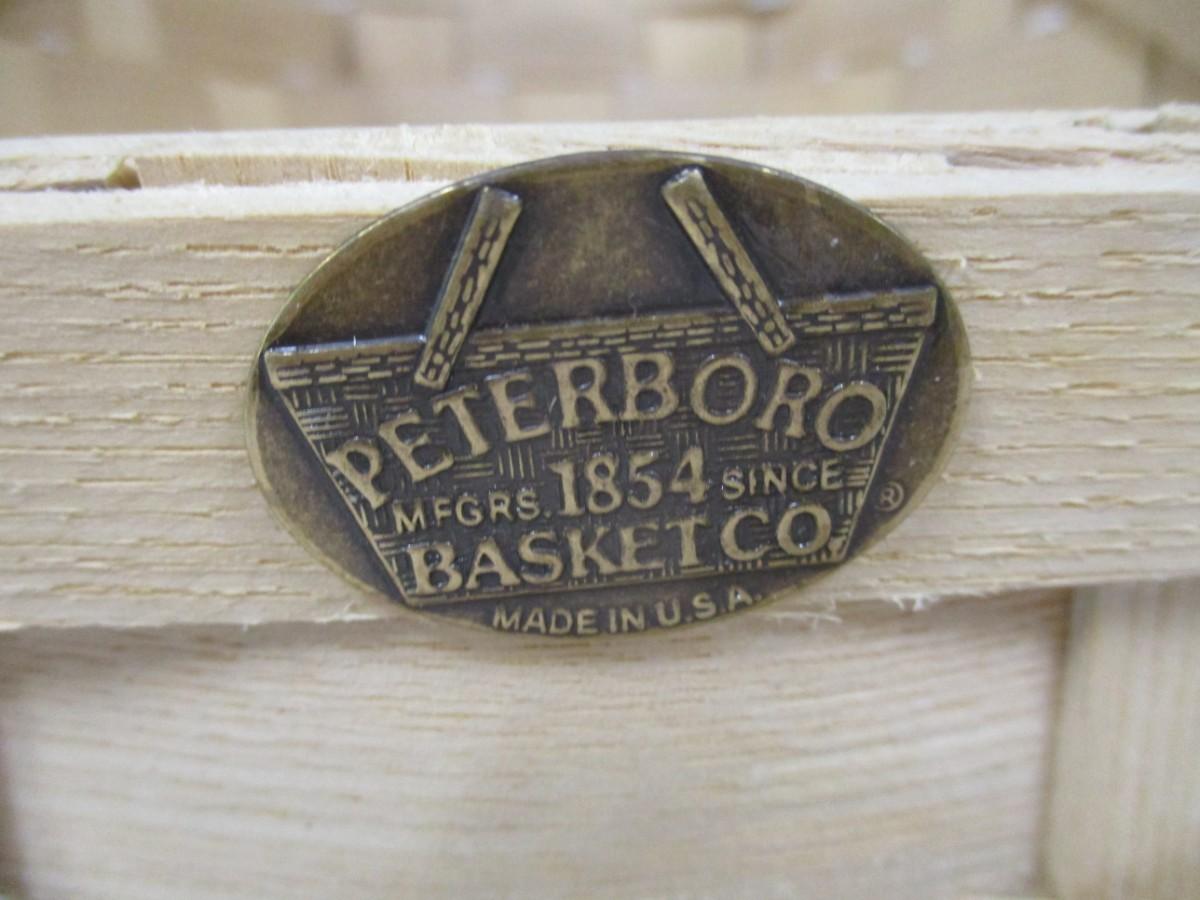 PETERBORO
MFGRS. 1854 SINCE
BASKET CO.
®
MADE IN U.S.A.